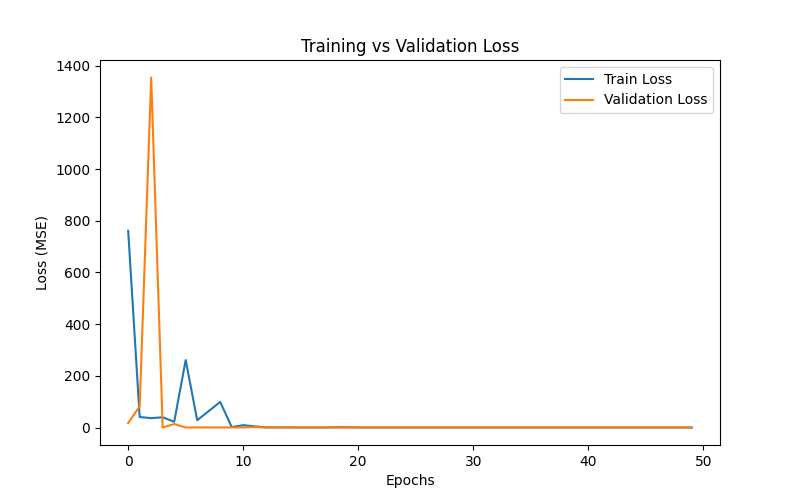 Training vs Validation Loss
Train Loss
Validation Loss
1400
1200
1000
800
600
400
200
0
Loss (MSE)
0 10 20 30 40 50
Epochs